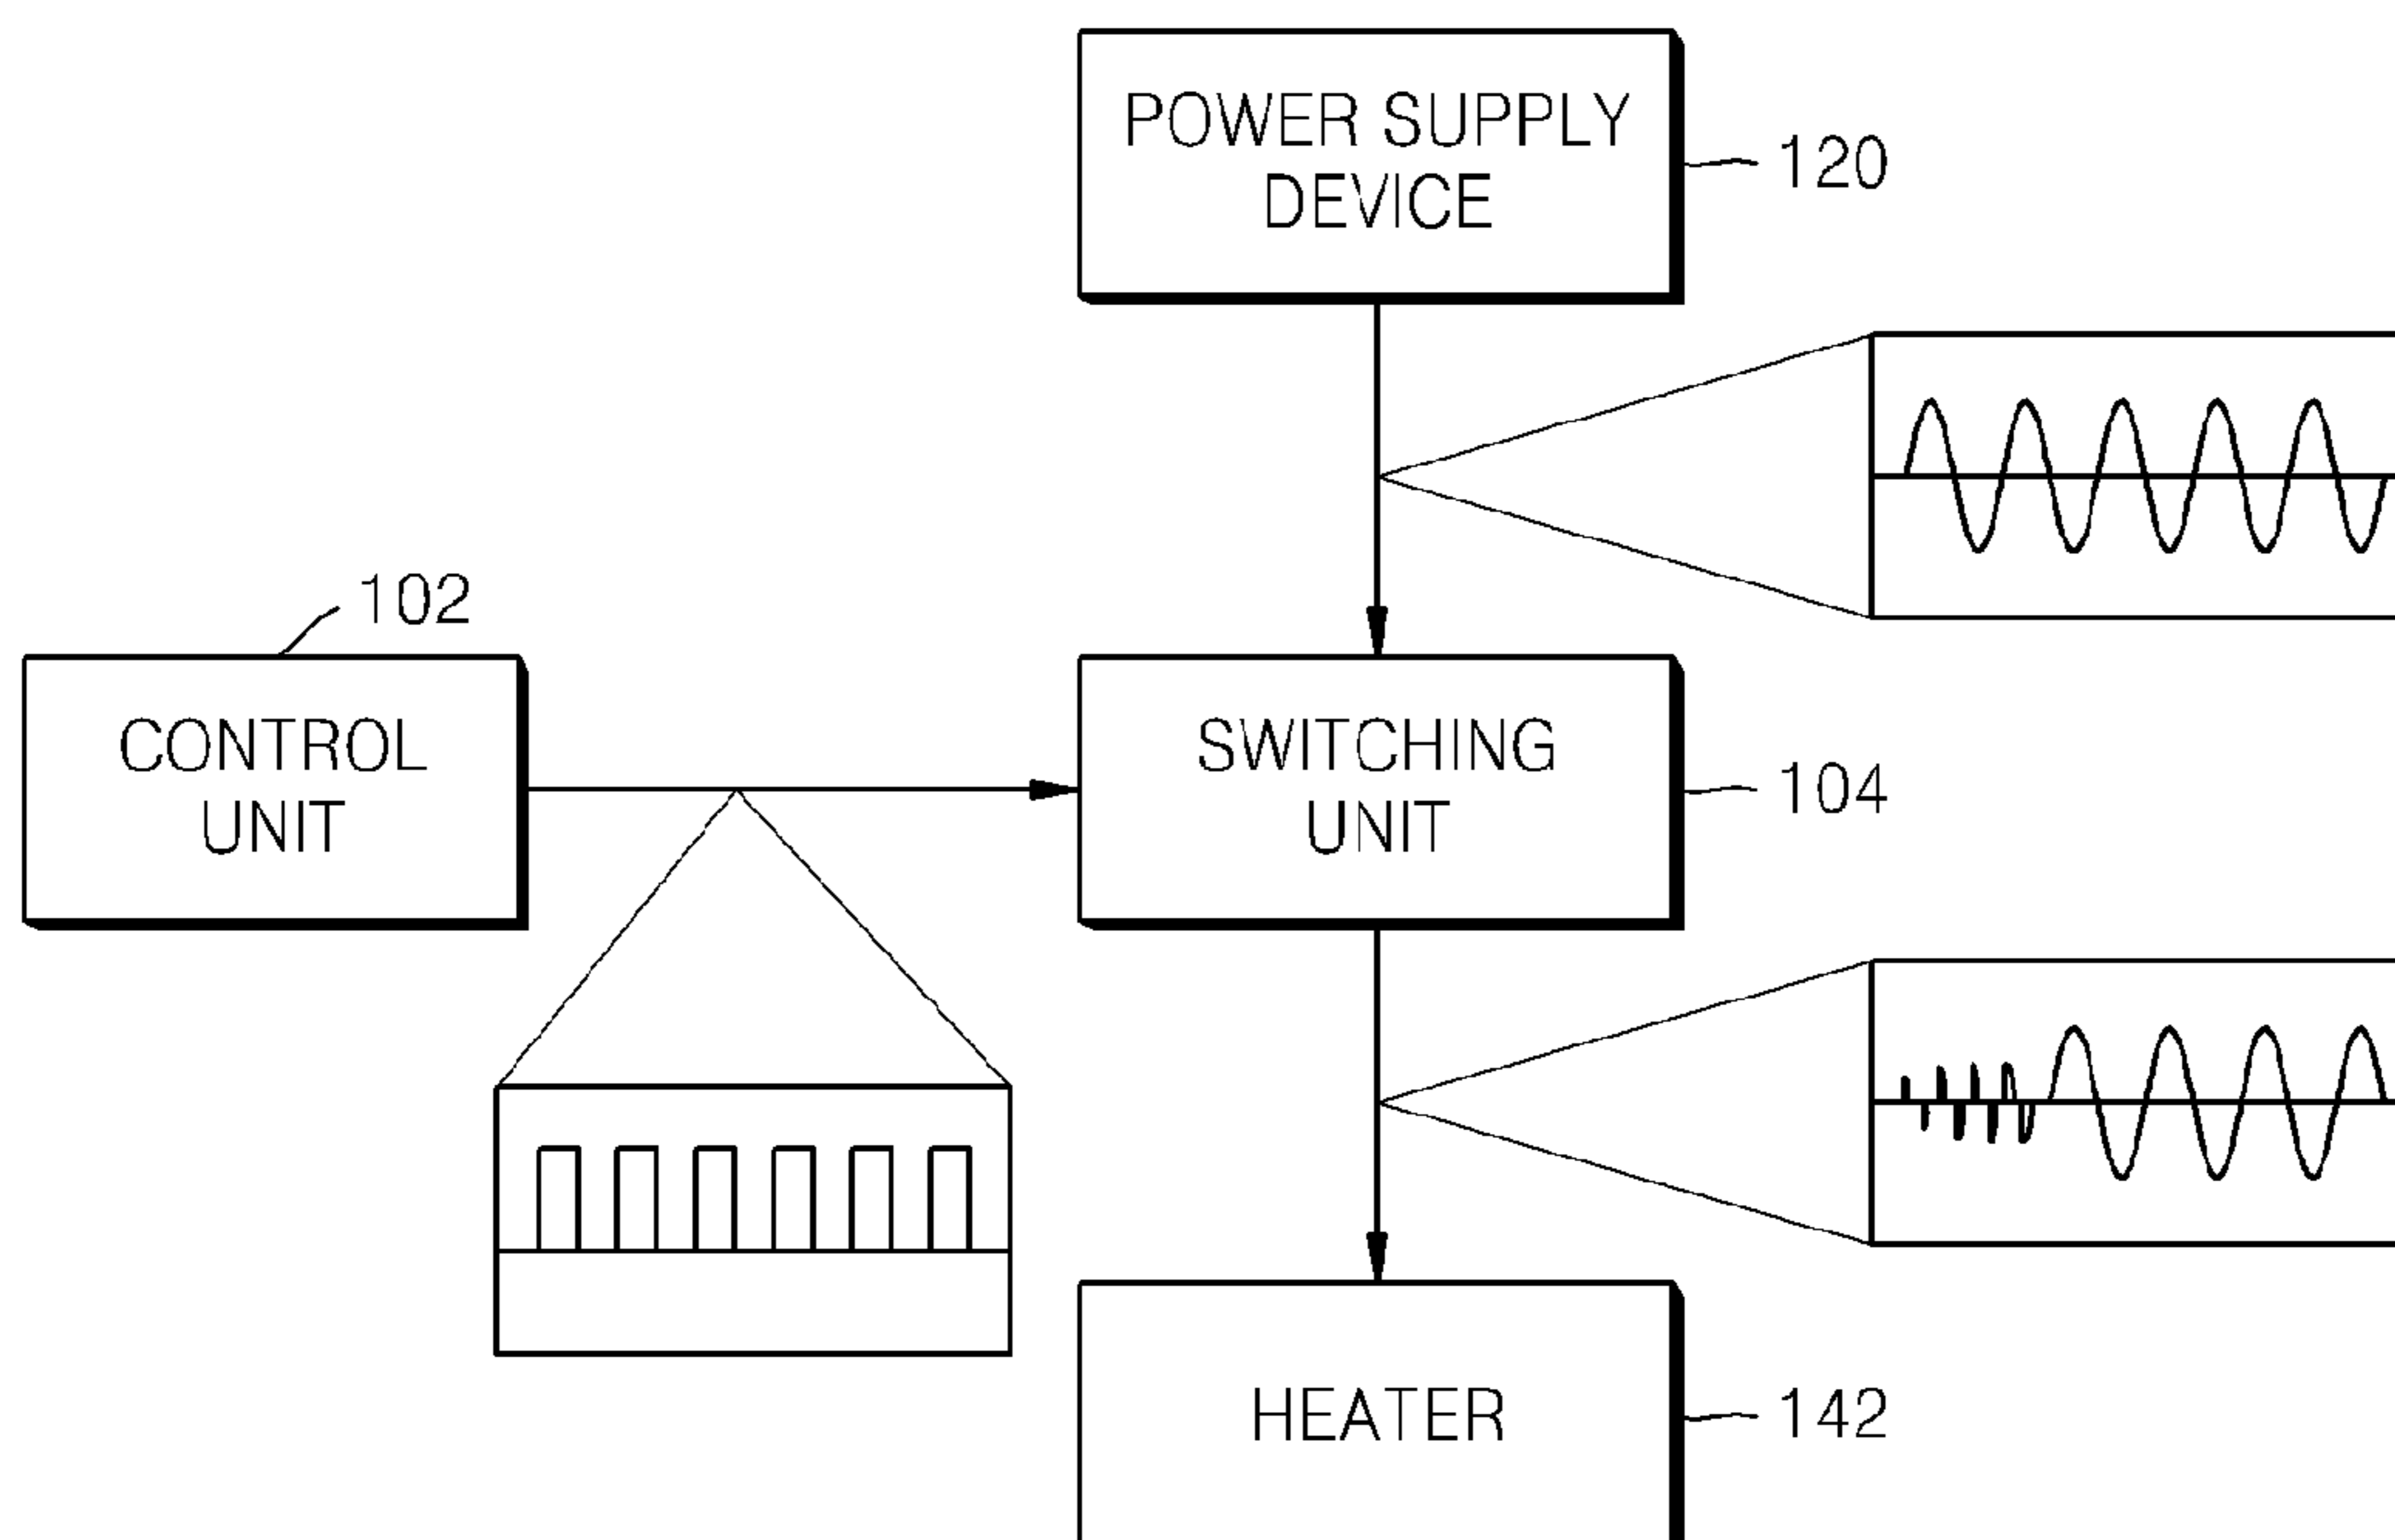 POWER SUPPLY
DEVICE
120
102
CONTROL
UNIT
SWITCHING
UNIT
104
HEATER
142